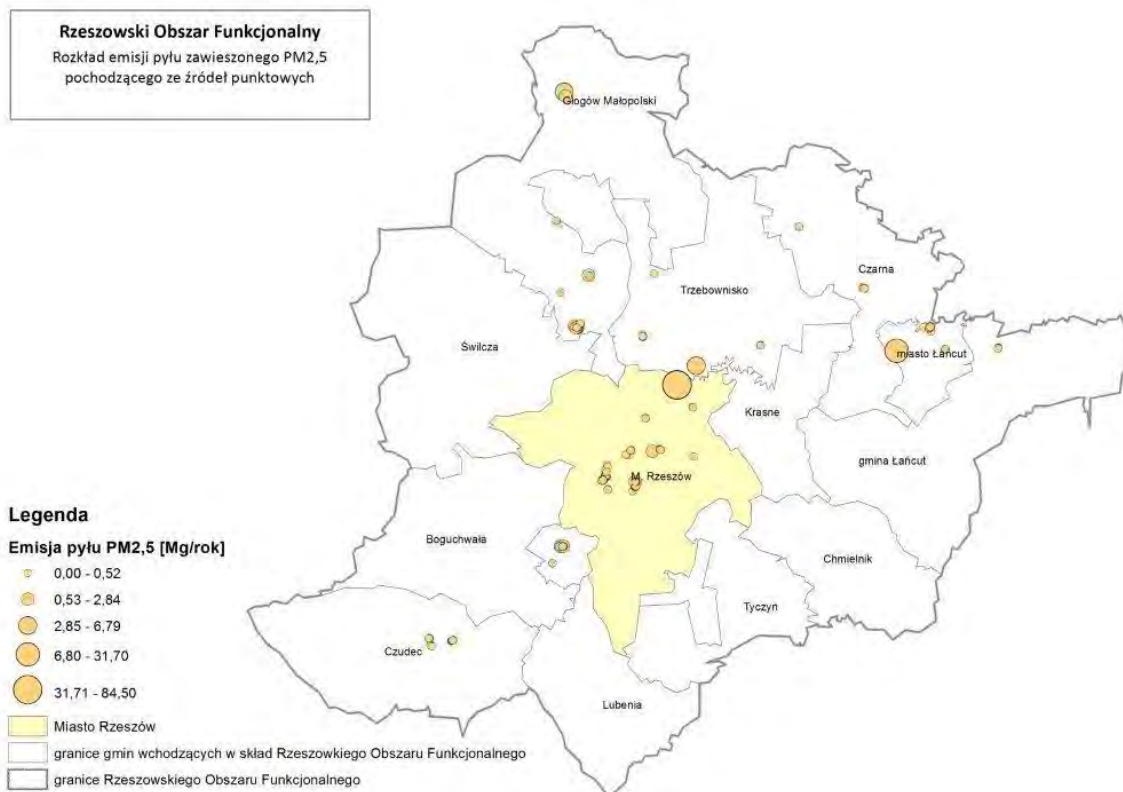 Rzeszowski Obszar Funkcjonalny
Rozkład emisji pyłu zawieszonego PM2,5
pochodzącego ze źródeł punktowych
Głogów Małopolski
Czarna
Trzebownisko
Świlcza
miasto Łańcut
Krasne
gmina Łańcut
M. Rzeszów
Boguchwała
Chmielnik
Tyczyn
Czudec
Lubenia
Legenda
Emisja pyłu PM2,5 [Mg/rok]
0,00 - 0,52
0,53 - 2,84
2,85 - 6,79
6,80 - 31,70
31,71 - 84,50
Miasto Rzeszów
granice gmin wchodzących w skład Rzeszowkiego Obszaru Funkcjonalnego
granice Rzeszowskiego Obszaru Funkcjonalnego